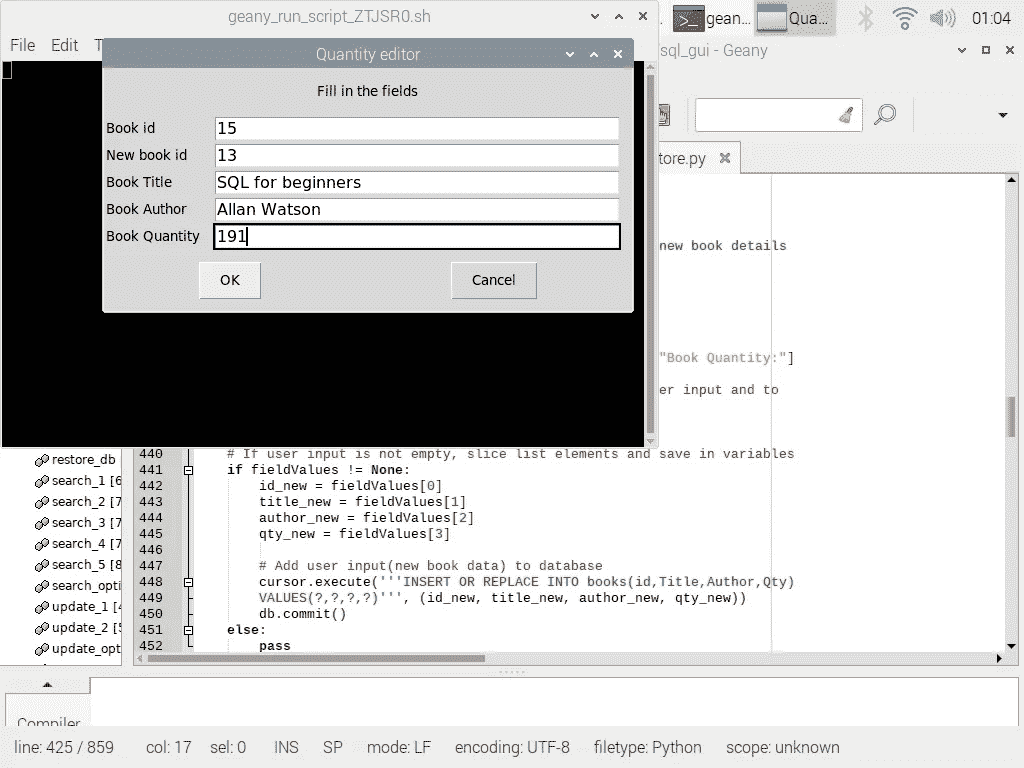 geany_run_script_ZTJSR0.sh
gean...
Qua...
01:04
File Edit T
Quantity editor
sql_gui - Geany
Fill in the fields
Book id 15
New book id 13
Book Title SQL for beginners
tore.py
Book Author Allan Watson
Book Quantity 191
new book details
OK Cancel
"Book Quantity:"]
er input and to
440 # If user input is not empty, slice list elements and save in variables
441 if fieldValues != None:
442 id_new = fieldValues[0]
443 title_new = fieldValues[1]
444 author_new = fieldValues[2]
445 qty_new = fieldValues[3]
446
447 # Add user input(new book data) to database
448 cursor.execute('''INSERT OR REPLACE INTO books(id,Title,Author,Qty)
449 VALUES(?,?,?,?)''', (id_new, title_new, author_new, qty_new))
450 db.commit()
451 else:
452 pass
restore_db
search_1 [6
search_2 [7
search_3 [7
search_4 [7
search_5 [8
search_opti
update_1 [4
update_2 [5
update_opt
Compiler
line: 425 / 859 col: 17 sel: 0 INS SP mode: LF encoding: UTF-8 filetype: Python scope: unknown